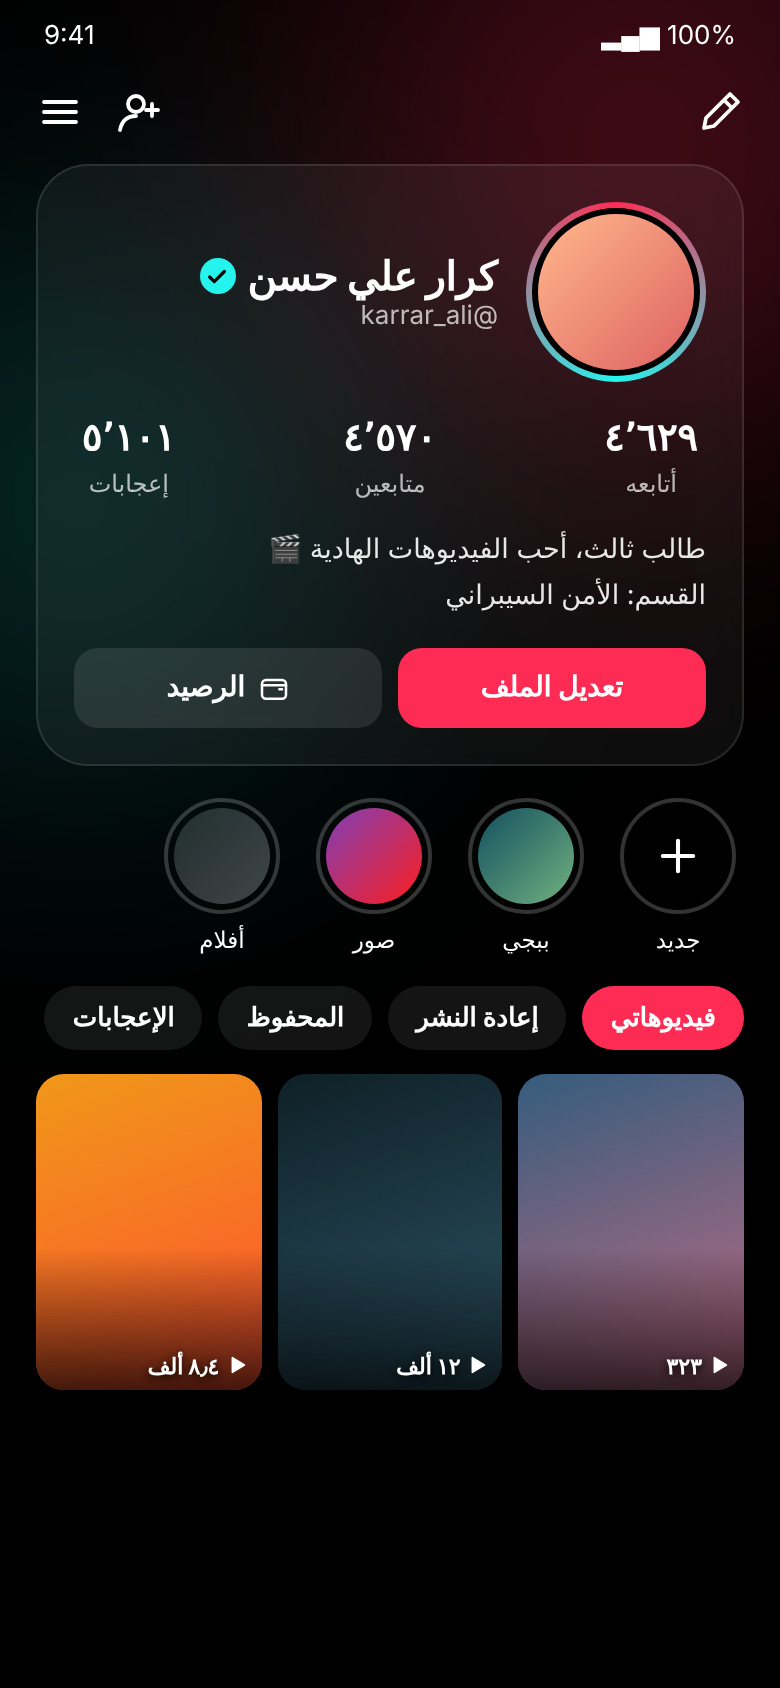 9:41
100%
كرار علي حسن
karrar_ali@
٤٬٦٢٩
أتابعه
٤٬٥٧٠
متابعين
٥٬١٠١
إعجابات
طالب ثالث، أحب الفيديوهات الهادية 🎬
القسم: الأمن السيبراني
تعديل الملف
الرصيد
جديد
ببجي
صور
أفلام
فيديوهاتي
إعادة النشر
المحفوظ
الإعجابات
٣٢٣
١٢ ألف
٨٫٤ ألف